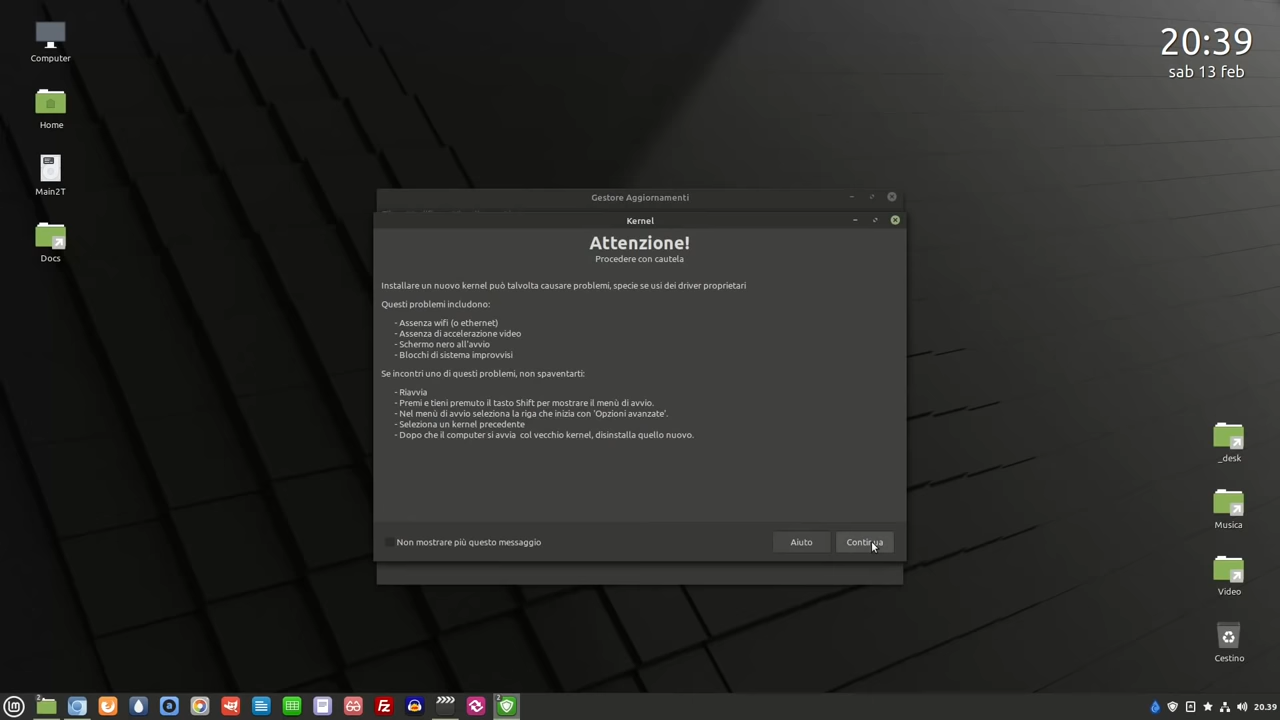 Computer
Home
Main2T
Docs
20:39
sab 13 feb
Gestore Aggiornamenti
Kernel
Attenzione!
Procedere con cautela
Installare un nuovo kernel può talvolta causare problemi, specie se usi dei driver proprietari
Questi problemi includono:
- Assenza wifi (o ethernet)
- Assenza di accelerazione video
- Schermo nero all'avvio
- Blocchi di sistema improvvisi
Se incontri uno di questi problemi, non spaventarti:
- Riavvia
- Premi e tieni premuto il tasto Shift per mostrare il menù di avvio.
- Nel menù di avvio seleziona la riga che inizia con 'Opzioni avanzate'.
- Seleziona un kernel precedente
- Dopo che il computer si avvia col vecchio kernel, disinstalla quello nuovo.
Non mostrare più questo messaggio
Aiuto
Continua
_desk
Musica
Video
Cestino
2
2
20.39